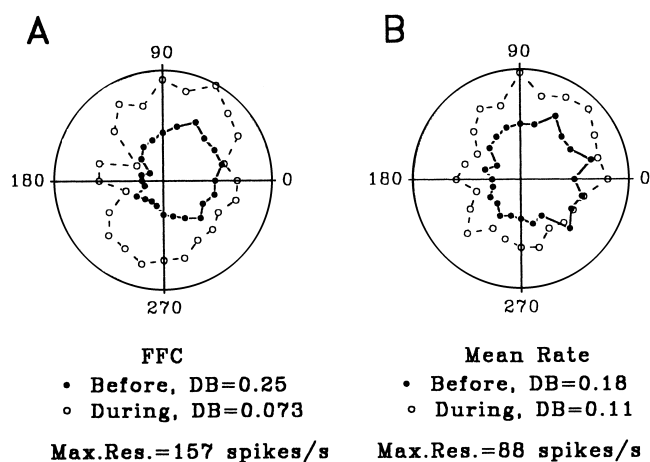 A
90
180
0
270
FFC
• Before, DB=0.25
○ During, DB=0.073
Max.Res.=157 spikes/s
B
90
180
0
270
Mean Rate
• Before, DB=0.18
○ During, DB=0.11
Max.Res.=88 spikes/s